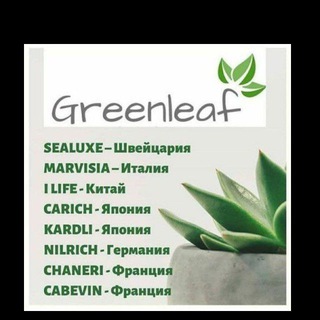 Greenleaf
SEALUXE – Швейцария
MARVISIA – Италия
I LIFE - Китай
CARICH - Япония
KARDLI - Япония
NILRICH - Германия
CHANERI - Франция
CABEVIN - Франция